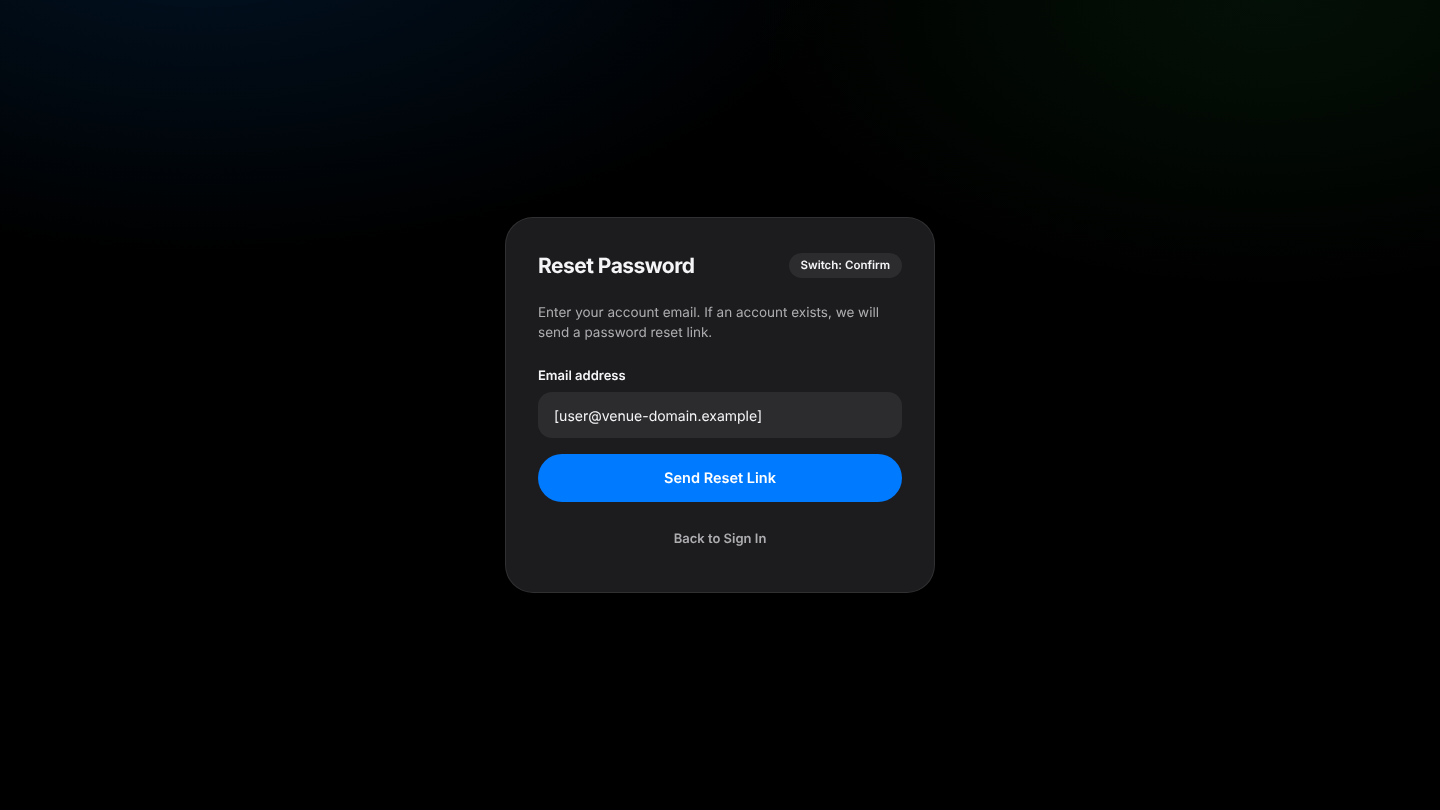 Reset Password
Switch: Confirm
Enter your account email. If an account exists, we will
send a password reset link.
Email address
[user@venue-domain.example]
Send Reset Link
Back to Sign In